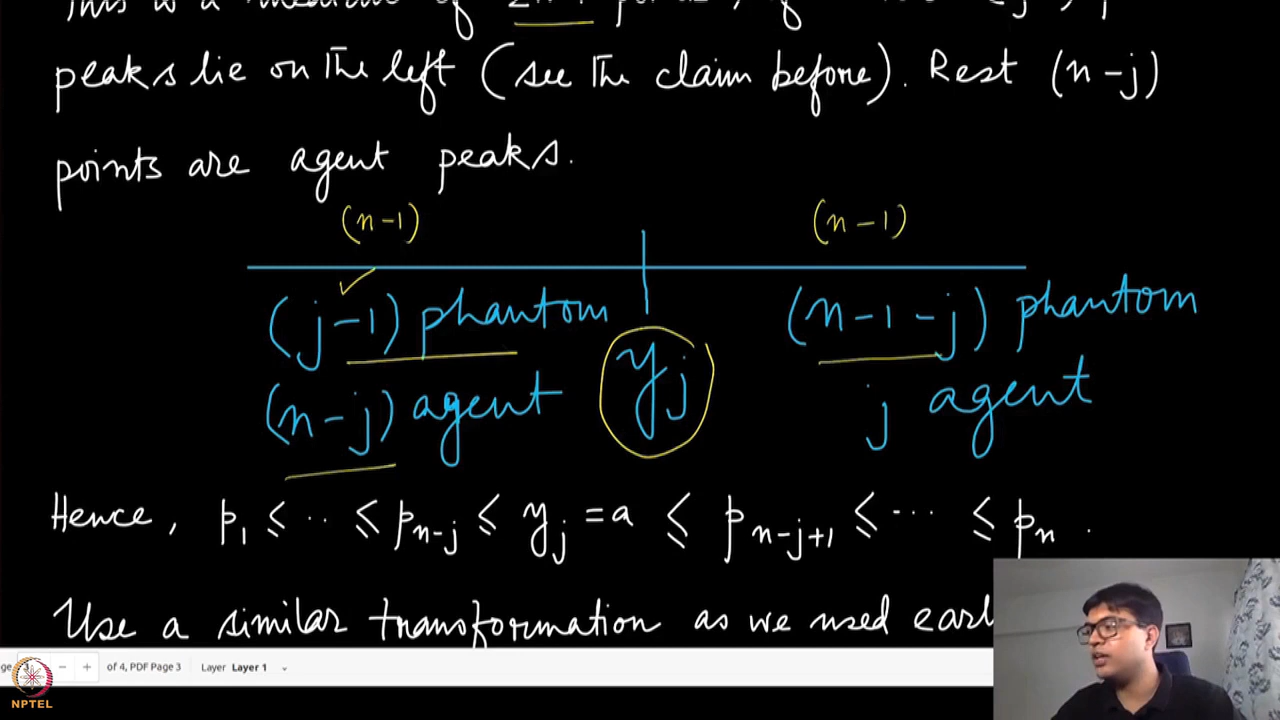 peaks lie on the left (see the claim before). Rest (n-j)
points are agent peaks.
(n-1) (n-1)
(j-1) phantom (n-1-j) phantom
yj
(n-j) agent j agent
Hence, p1 ≤ .. ≤ pn-j ≤ yj = a ≤ pn-j+1 ≤ ... ≤ pn .
Use a similar transformation as we used
of 4, PDF Page 3 Layer Layer 1
NPTEL